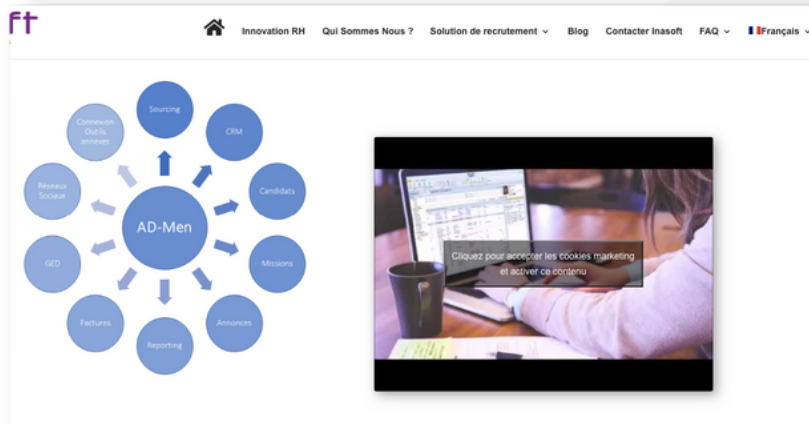 ft
Innovation RH
Qui Sommes Nous ?
Solution de recrutement
Blog
Contacter Inasoft
FAQ
Français
Sourcing
CRM
Candidats
Missions
Annonces
Reporting
Factures
GED
Réseaux
Sociaux
Connexion
Outils
annexes
AD-Men
Cliquez pour accepter les cookies marketing
et activer ce contenu